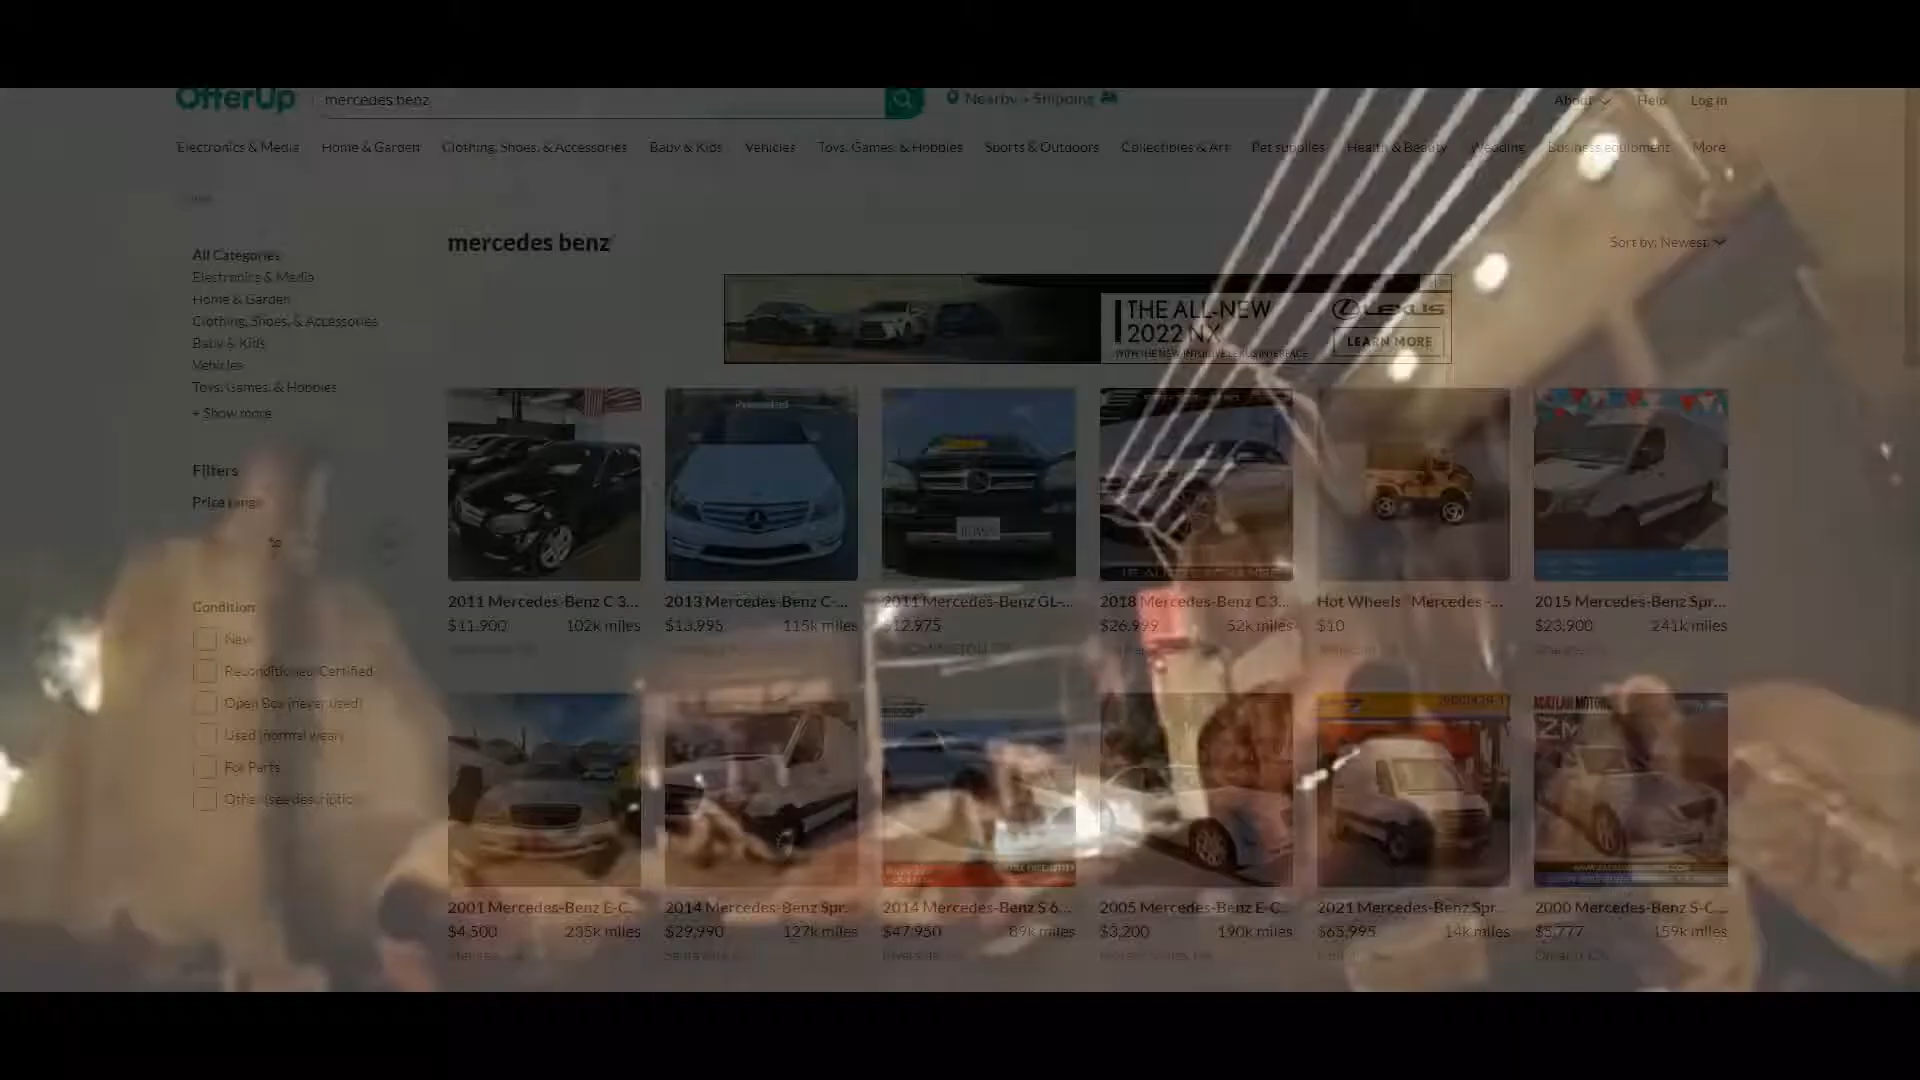 OfferUp mercedes benz Nearby + Shipping About Help Log in
Electronics & Media Home & Garden Clothing, Shoes, & Accessories Baby & Kids Vehicles Toys, Games, & Hobbies Sports & Outdoors Collectibles & Art Pet supplies Health & Beauty Wedding Business equipment More
mercedes benz
Sort by: Newest
All Categories
Electronics & Media
Home & Garden
Clothing, Shoes, & Accessories
Baby & Kids
Vehicles
Toys, Games, & Hobbies
+ Show more
Filters
Price range
to
Condition
New
Reconditioned/Certified
Open Box (never used)
Used (normal wear)
For Parts
Other (see description
THE ALL-NEW
2022 NX
LEXUS
LEARN MORE
Promoted
2011 Mercedes-Benz C 3... 2013 Mercedes-Benz C-... 2011 Mercedes-Benz GL-... 2018 Mercedes-Benz C 3... Hot Wheels "Mercedes -... 2015 Mercedes-Benz Spr...
$11,900 102k miles $13,995 115k miles $12,975 $26,999 52k miles $10 $23,900 241k miles
2001 Mercedes-Benz E-C... 2014 Mercedes-Benz Spr... 2014 Mercedes-Benz S 6... 2005 Mercedes-Benz E-C... 2021 Mercedes-Benz Spr... 2000 Mercedes-Benz S-C...
$4,500 235k miles $29,990 127k miles $47,950 89k miles $3,200 190k miles $65,995 14k miles $5,777 159k miles